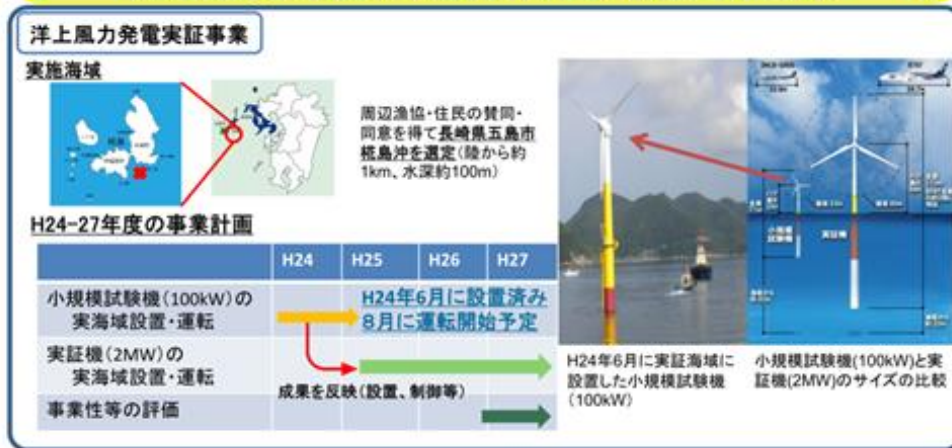 洋上風力発電実証事業
実施海域
周辺漁協・住民の賛同・
同意を得て長崎県五島市
椛島沖を選定(陸から約
1km、水深約100m)
H24-27年度の事業計画
H24 H25 H26 H27
小規模試験機(100kW)の
実海域設置・運転
H24年6月に設置済み
8月に運転開始予定
実証機(2MW)の
実海域設置・運転
成果を反映(設置、制御等)
事業性等の評価
H24年6月に実証海域に
設置した小規模試験機
(100kW)
小規模
試験機
実証機
小規模試験機(100kW)と実
証機(2MW)のサイズの比較